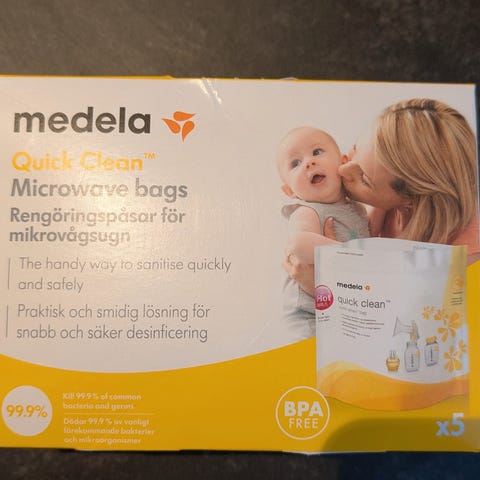 medela
Quick Clean™
Microwave bags
Rengöringspåsar för
mikrovågsugn
The handy way to sanitise quickly
and safely
Praktisk och smidig lösning för
snabb och säker desinficering
99.9%
Kill 99.9% of common
bacteria and germs
Dödar 99,9 % av vanligt
förekommande bakterier
och mikroorganismer
medela
Hot
quick clean™
BPA
FREE
x5